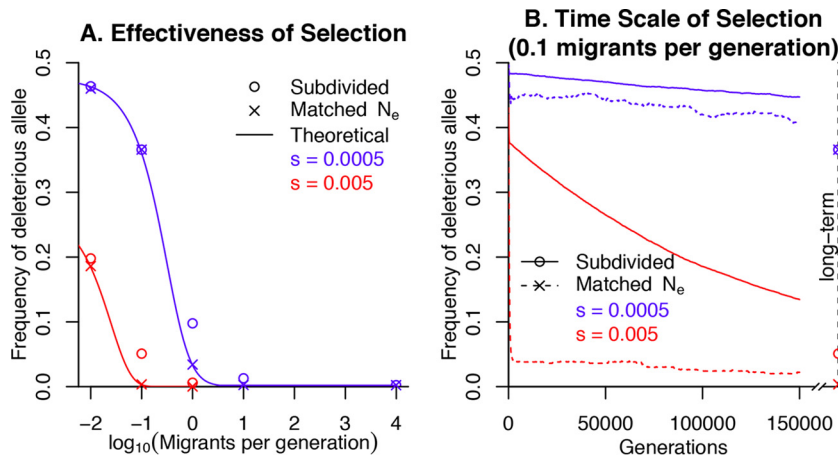 A. Effectiveness of Selection
Frequency of deleterious allele
0.0
0.1
0.2
0.3
0.4
0.5
Subdivided
Matched Ne
Theoretical
s = 0.0005
s = 0.005
−2
−1
0
1
2
3
4
log10(Migrants per generation)
B. Time Scale of Selection
(0.1 migrants per generation)
Frequency of deleterious allele
0.0
0.1
0.2
0.3
0.4
0.5
Subdivided
Matched Ne
s = 0.0005
s = 0.005
long−term
0
50000
100000
150000
Generations